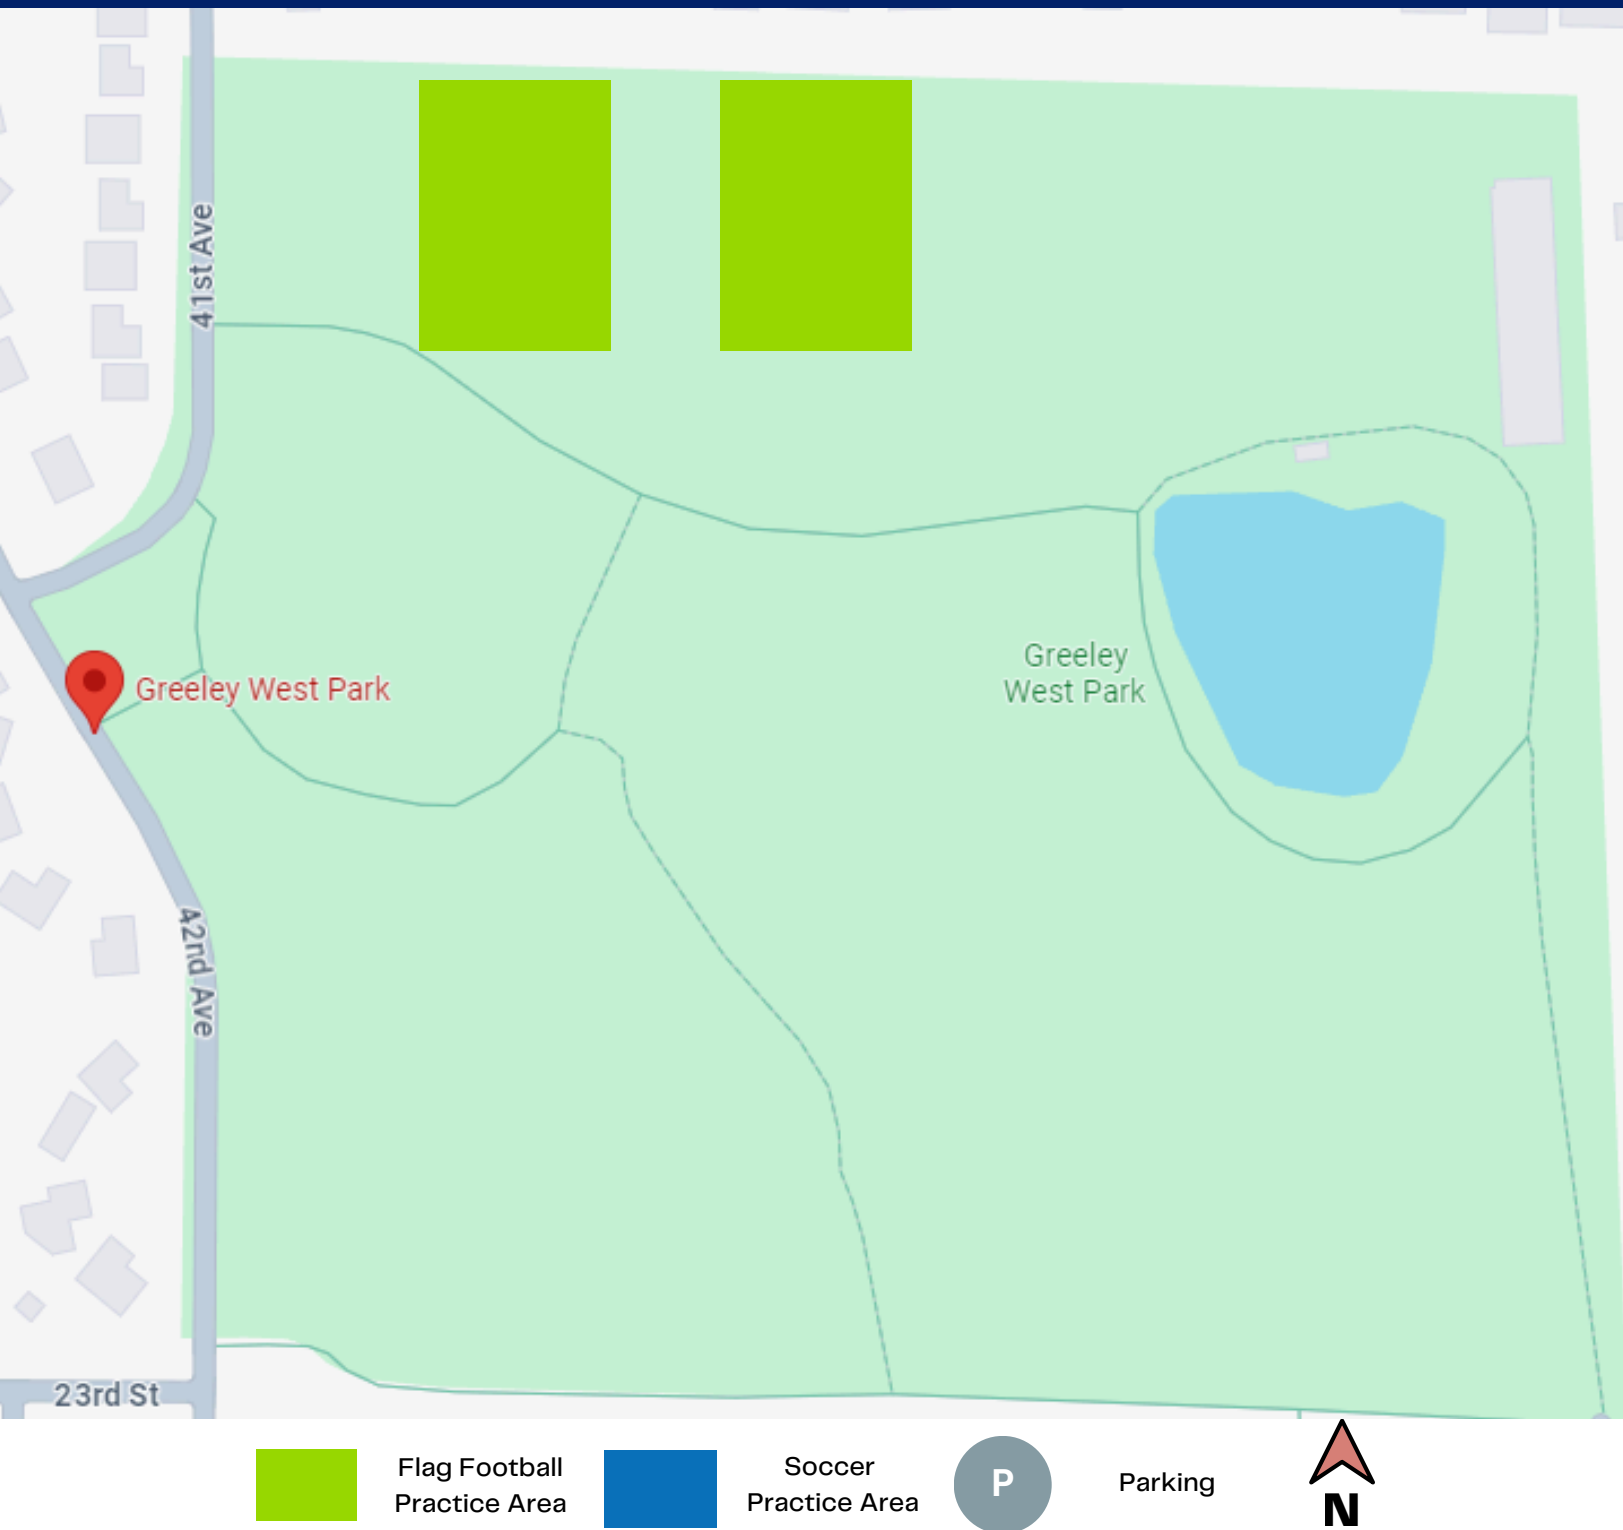 41st Ave
Greeley West Park
Greeley
West Park
42nd Ave
23rd St
Flag Football
Practice Area
Soccer
Practice Area
P
Parking
N